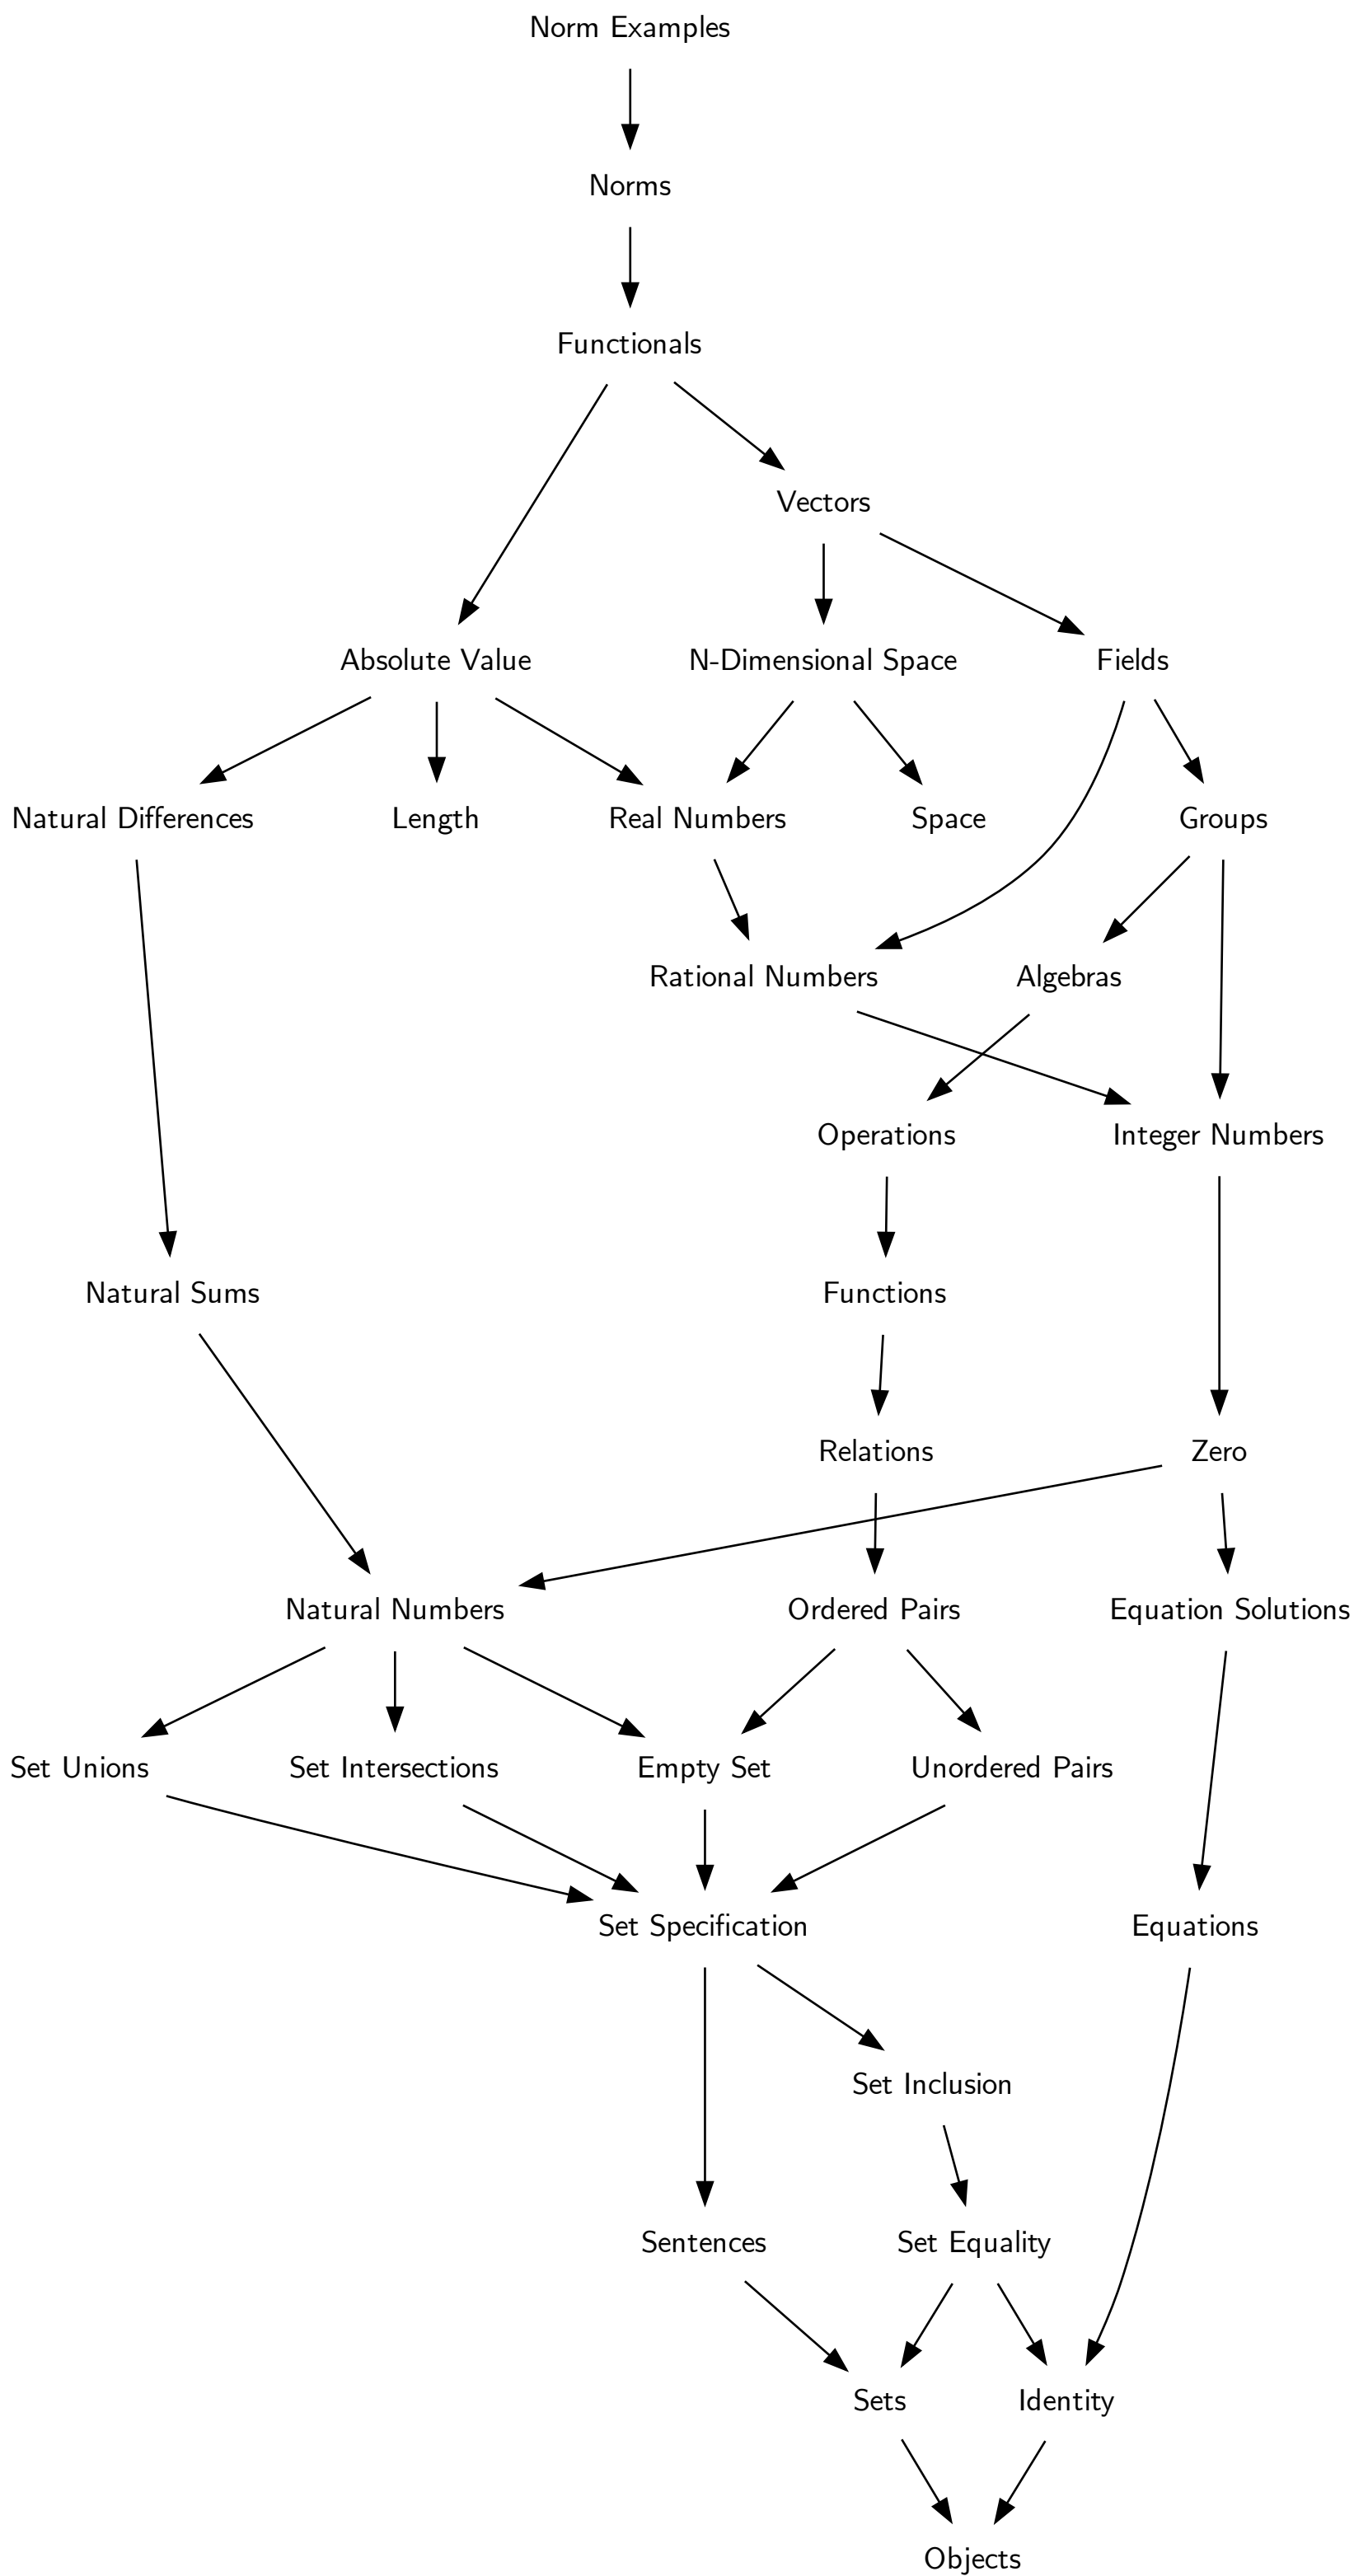 Norm Examples
Norms
Functionals
Vectors
Absolute Value
N-Dimensional Space
Fields
Natural Differences
Length
Real Numbers
Space
Groups
Rational Numbers
Algebras
Operations
Integer Numbers
Natural Sums
Functions
Relations
Zero
Natural Numbers
Ordered Pairs
Equation Solutions
Set Unions
Set Intersections
Empty Set
Unordered Pairs
Set Specification
Equations
Set Inclusion
Sentences
Set Equality
Sets
Identity
Objects